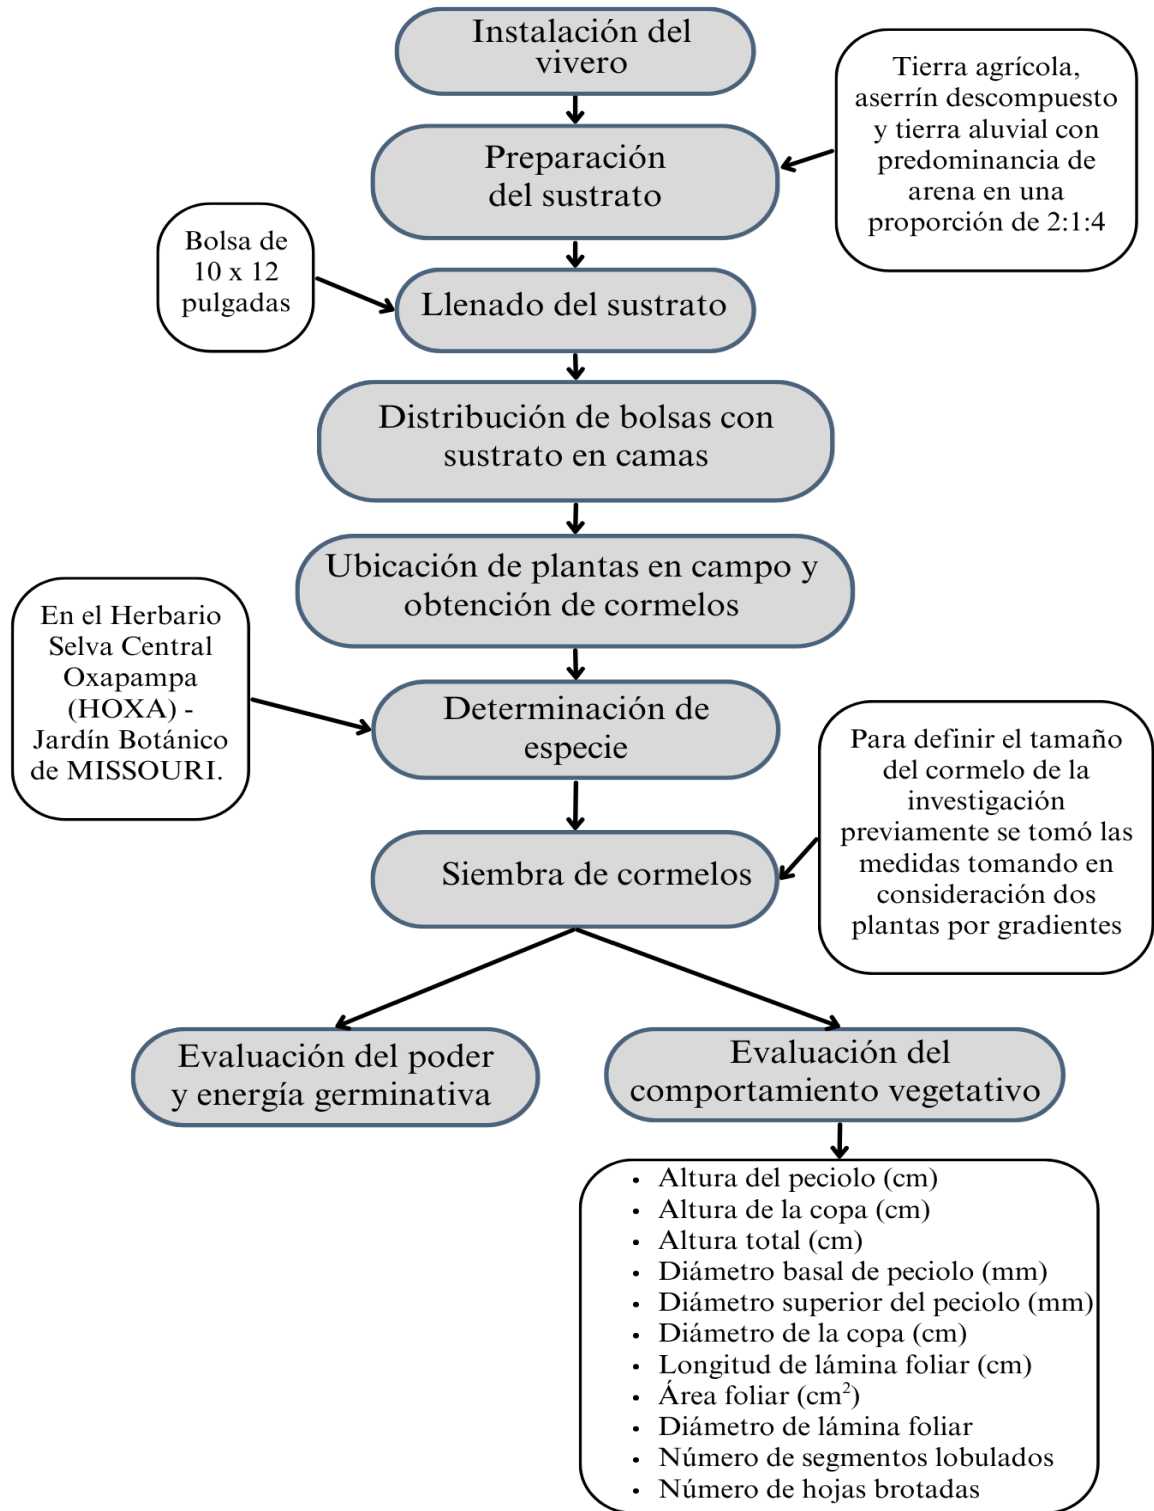 Instalación del
vivero
Tierra agrícola,
aserrín descompuesto
y tierra aluvial con
predominancia de
arena en una
proporción de 2:1:4
Preparación
del sustrato
Bolsa de
10 x 12
pulgadas
Llenado del sustrato
Distribución de bolsas con
sustrato en camas
Ubicación de plantas en campo y
obtención de cormelos
En el Herbario
Selva Central
Oxapampa
(HOXA) -
Jardín Botánico
de MISSOURI.
Determinación de
especie
Para definir el tamaño
del cormelo de la
investigación
previamente se tomó las
medidas tomando en
consideración dos
plantas por gradientes
Siembra de cormelos
Evaluación del poder
y energía germinativa
Evaluación del
comportamiento vegetativo
• Altura del peciolo (cm)
• Altura de la copa (cm)
• Altura total (cm)
• Diámetro basal de peciolo (mm)
• Diámetro superior del peciolo (mm)
• Diámetro de la copa (cm)
• Longitud de lámina foliar (cm)
• Área foliar (cm²)
• Diámetro de lámina foliar
• Número de segmentos lobulados
• Número de hojas brotadas